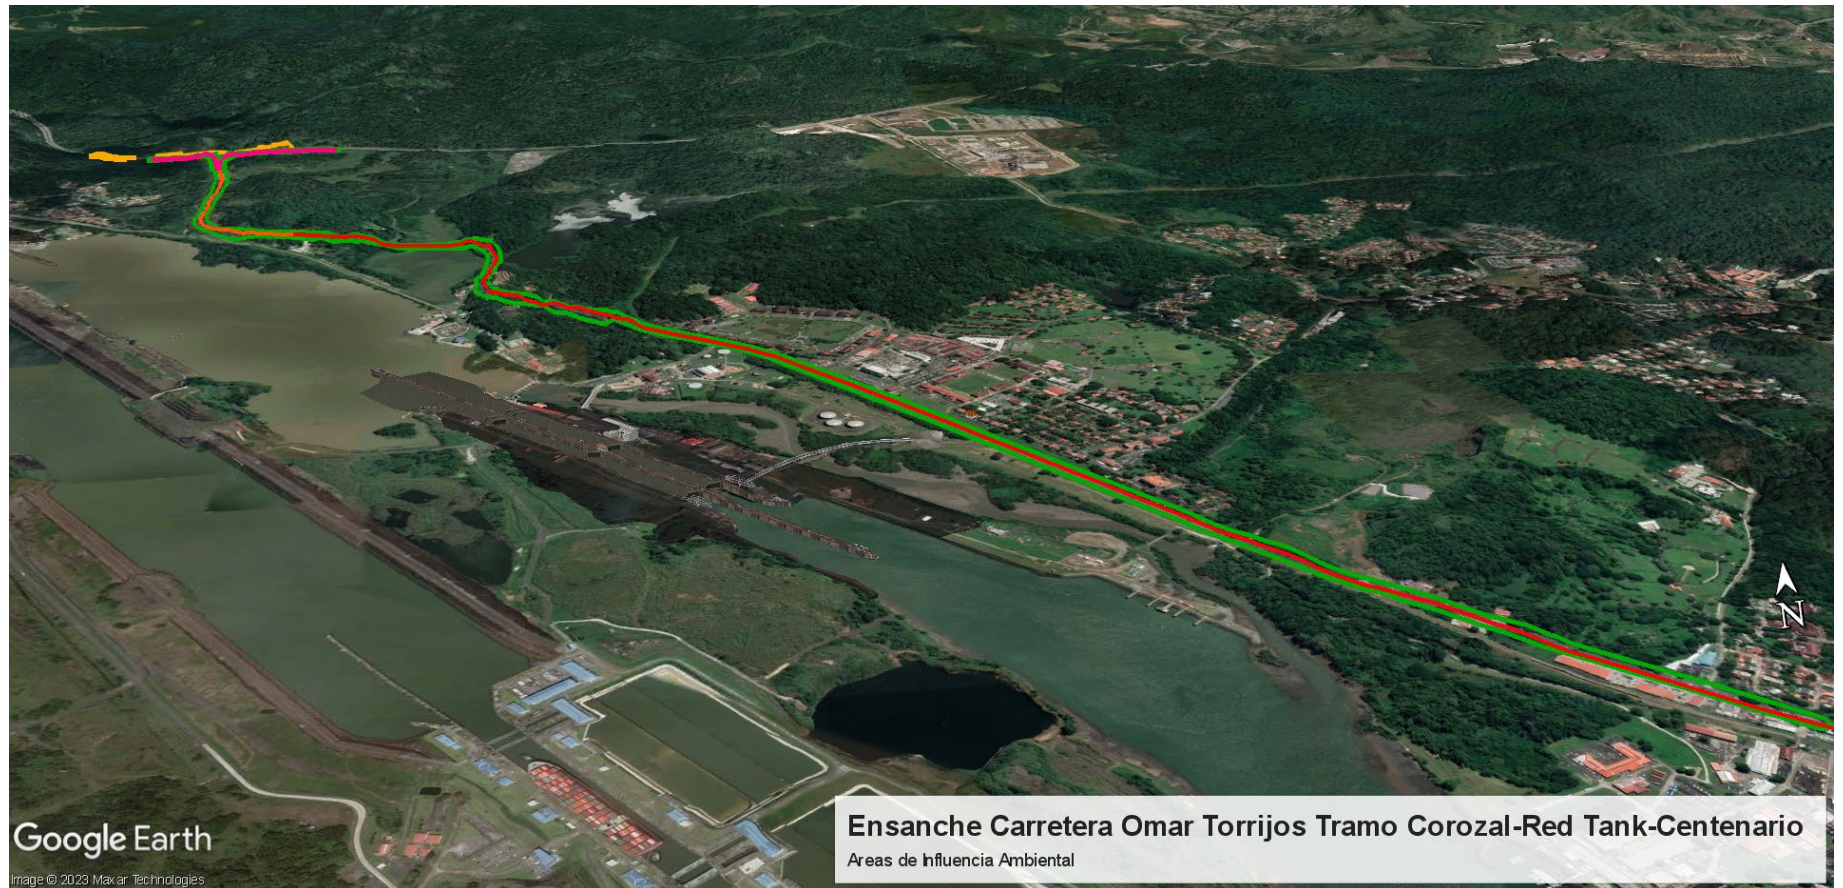 N
Ensanche Carretera Omar Torrijos Tramo Corozal-Red Tank-Centenario
Areas de Influencia Ambiental
Google Earth
Image © 2023 Maxar Technologies